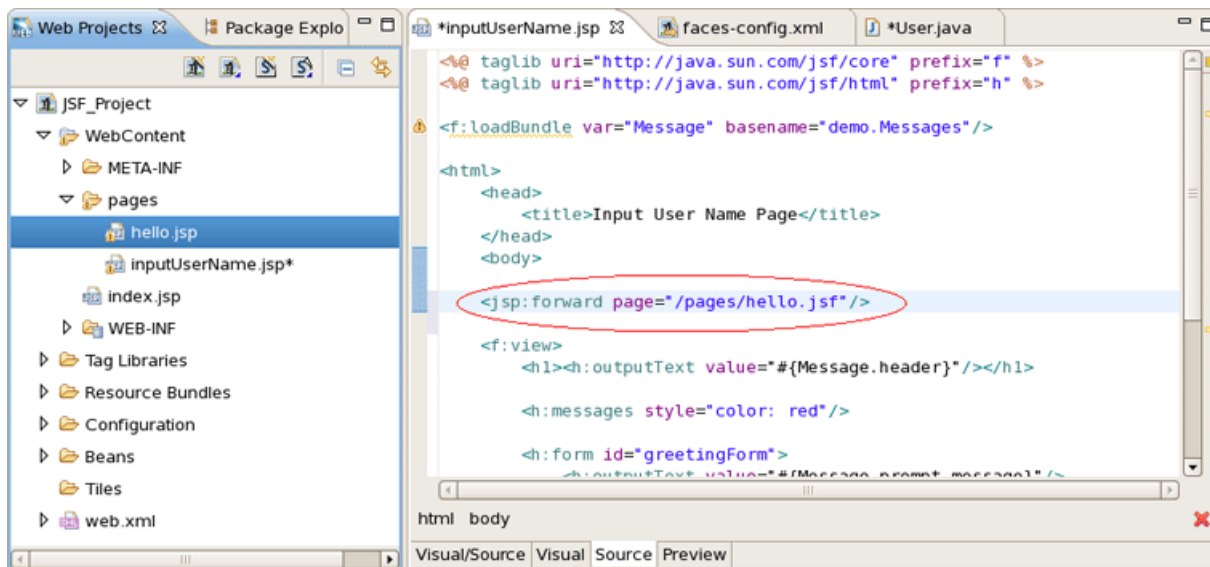 Web Projects
Package Explo
JSF_Project
WebContent
META-INF
pages
hello.jsp
inputUserName.jsp*
index.jsp
WEB-INF
Tag Libraries
Resource Bundles
Configuration
Beans
Tiles
web.xml
*inputUserName.jsp
faces-config.xml
*User.java
<%@ taglib uri="http://java.sun.com/jsf/core" prefix="f" %>
<%@ taglib uri="http://java.sun.com/jsf/html" prefix="h" %>
<f:loadBundle var="Message" basename="demo.Messages"/>
<html>
<head>
<title>Input User Name Page</title>
</head>
<body>
<jsp:forward page="/pages/hello.jsf"/>
<f:view>
<h1><h:outputText value="#{Message.header}"/></h1>
<h:messages style="color: red"/>
<h:form id="greetingForm">
<h:outputText value="#{Message.prompt_message}"/>
html body
Visual/Source Visual Source Preview